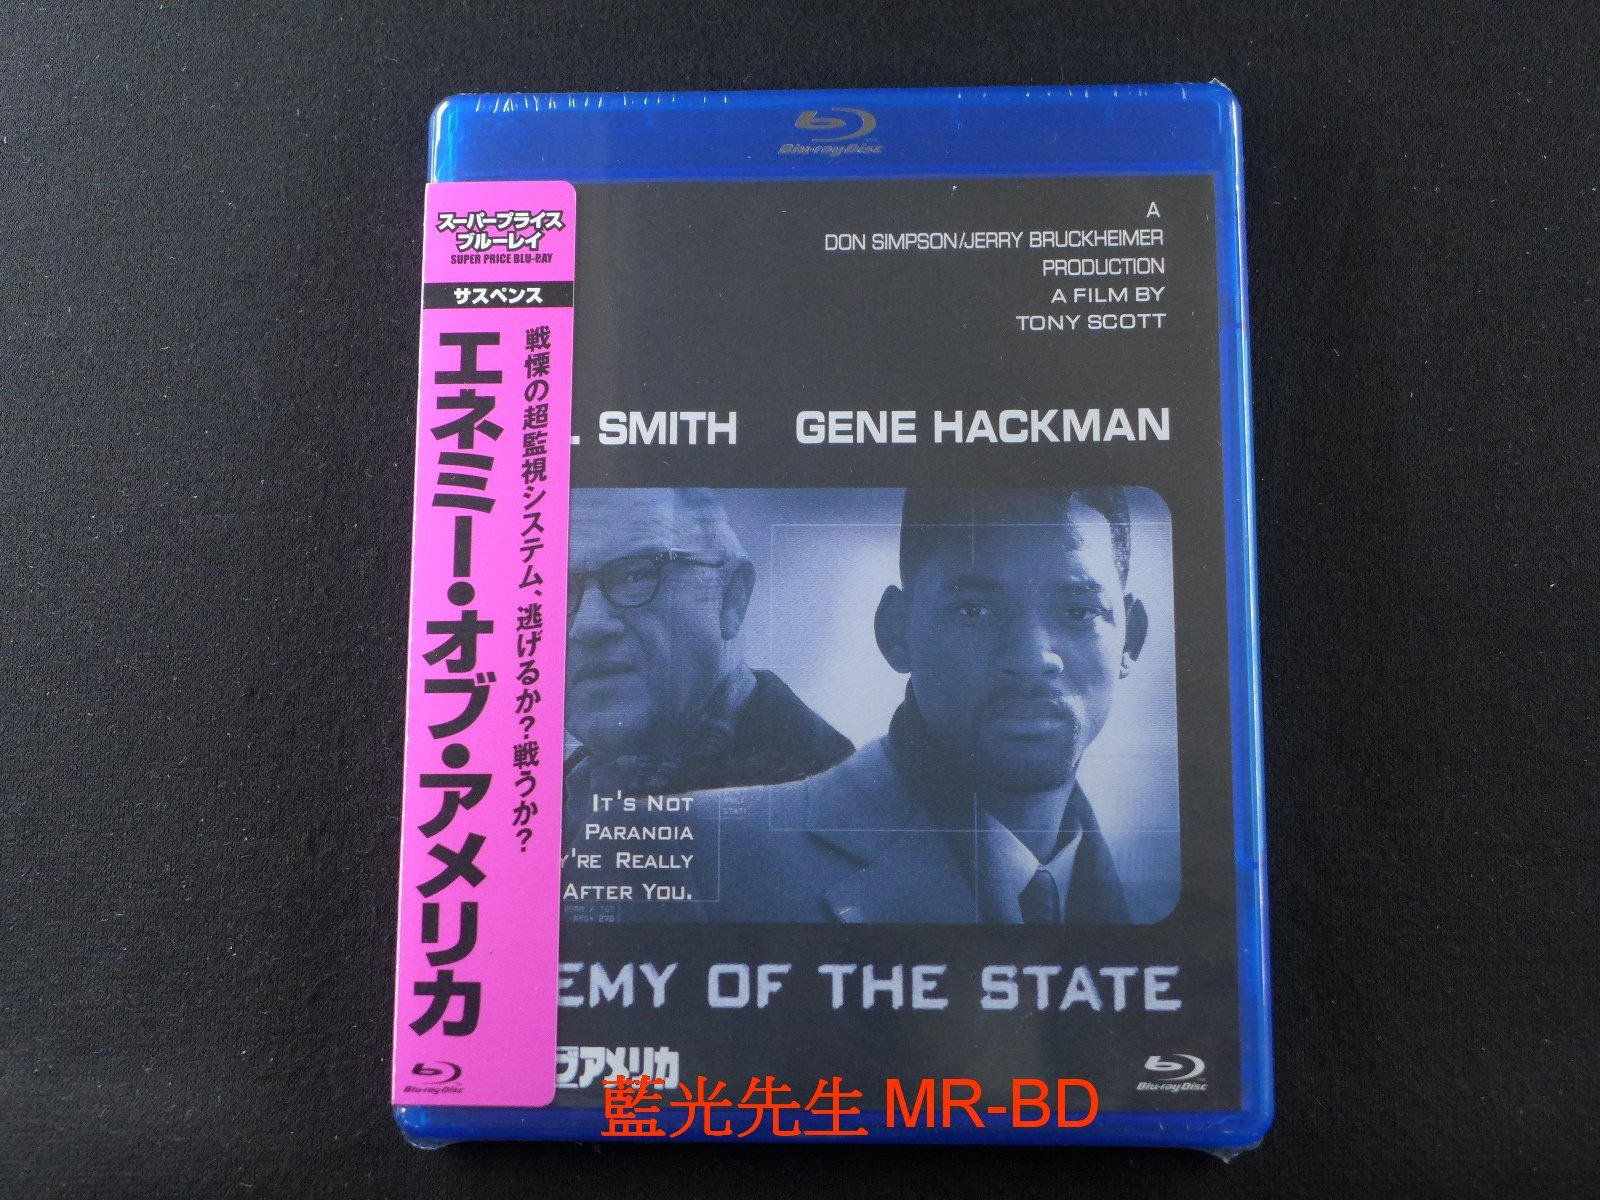 Blu-ray Disc
スーパープライス
ブルーレイ
SUPER PRICE BLU-RAY
サスペンス
戦慄の超監視システム、逃げるか?戦うか?
エネミー・オブ・アメリカ
Blu-ray Disc
A
DON SIMPSON/JERRY BRUCKHEIMER
PRODUCTION
A FILM BY
TONY SCOTT
L SMITH GENE HACKMAN
IT'S NOT
PARANOIA
Y'RE REALLY
AFTER YOU.
EMY OF THE STATE
ブアメリカ
Blu-ray Disc
藍光先生 MR-BD